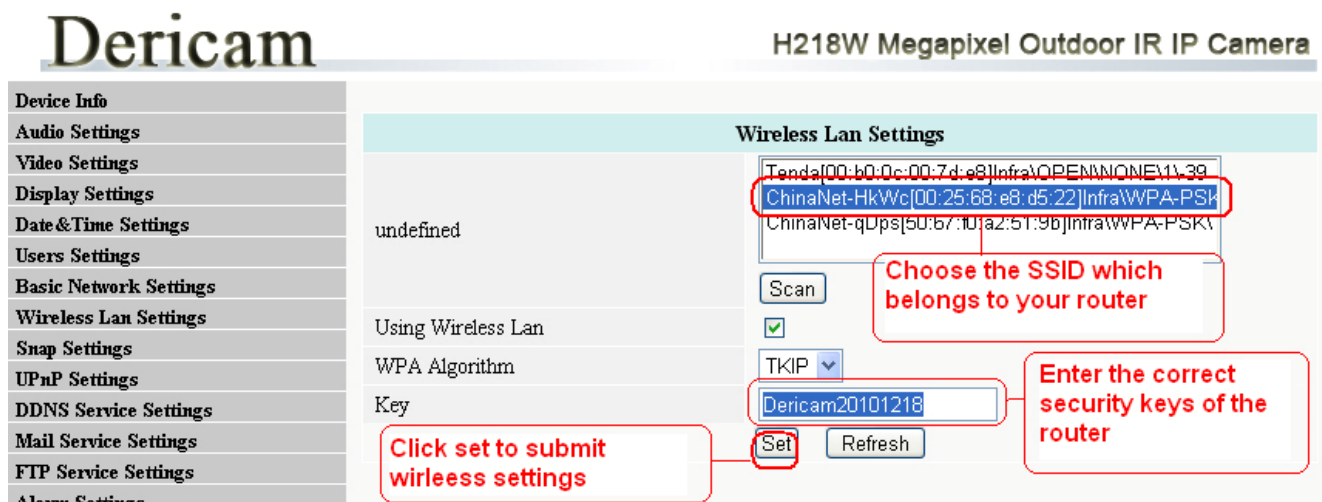 Dericam
H218W Megapixel Outdoor IR IP Camera
Device Info
Audio Settings
Video Settings
Display Settings
Date&Time Settings
Users Settings
Basic Network Settings
Wireless Lan Settings
Snap Settings
UPnP Settings
DDNS Service Settings
Mail Service Settings
FTP Service Settings
Alarm Settings
Wireless Lan Settings
undefined
Tenda[00:b0:0c:00:7d:e8]Infra\OPEN\NONE\1\-39
ChinaNet-HkWc[00:25:68:e8:d5:22]Infra\WPA-PSK
ChinaNet-qDps[50:67:f0:a2:51:9b]Infra\WPA-PSK\
Scan
Choose the SSID which
belongs to your router
Using Wireless Lan
WPA Algorithm
TKIP
Key
Dericam20101218
Enter the correct
security keys of the
router
Set
Refresh
Click set to submit
wirleess settings